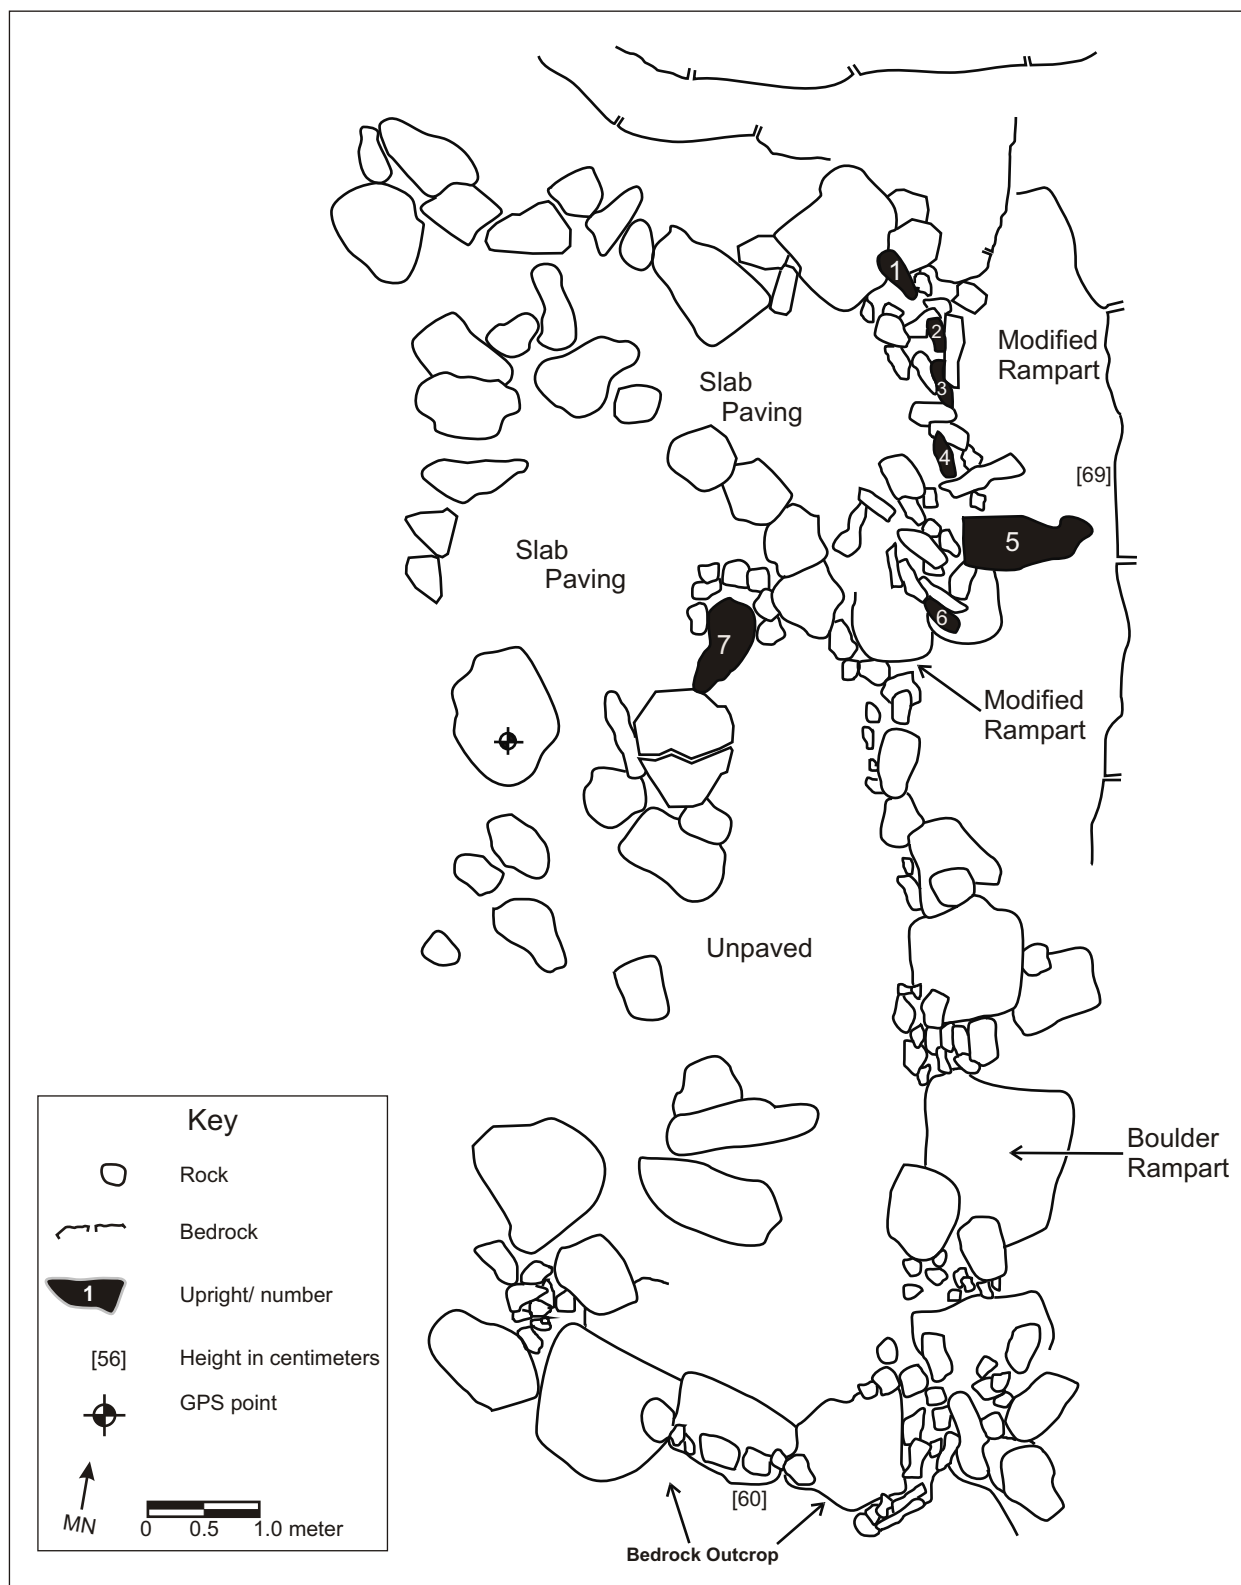 1
2
Modified
Rampart
3
Slab
Paving
4
[69]
5
Slab
Paving
6
7
Modified
Rampart
Unpaved
Boulder
Rampart
[60]
Bedrock Outcrop
Key
Rock
Bedrock
1 Upright/ number
[56] Height in centimeters
GPS point
MN
0 0.5 1.0 meter